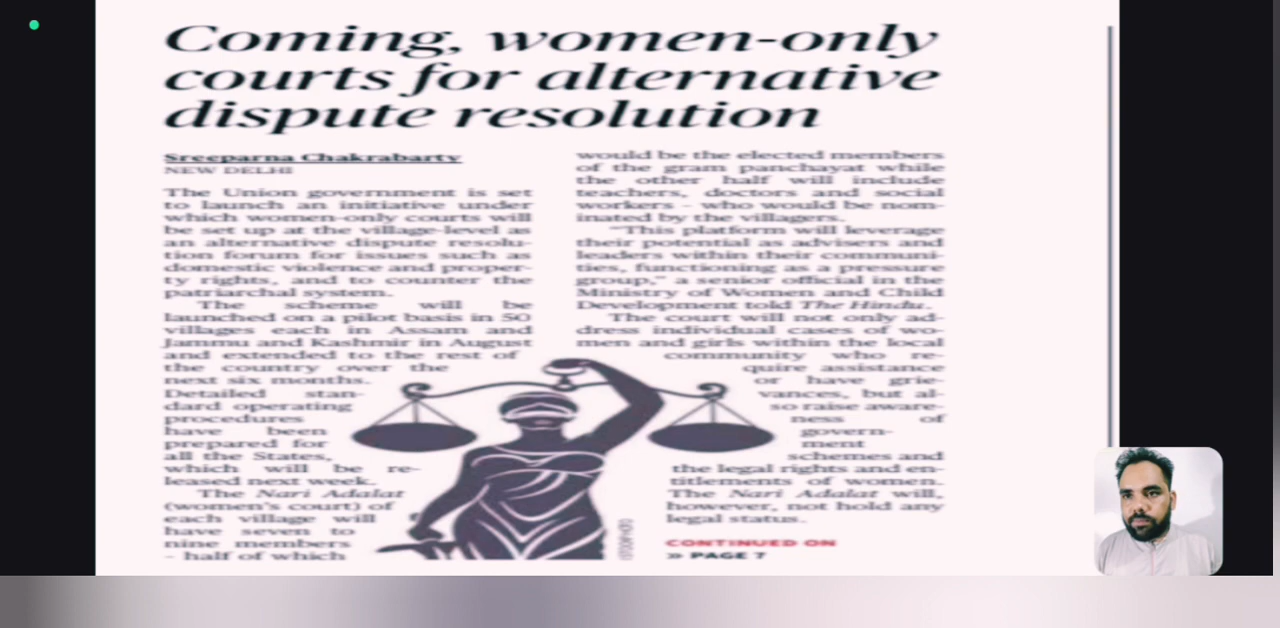 Coming, women-only
courts for alternative
dispute resolution
Sreeparna Chakrabarty
NEW DELHI
The Union government is set
to launch an initiative under
which women-only courts will
be set up at the village-level as
an alternative dispute resolu-
tion forum for issues such as
domestic violence and proper-
ty rights, and to counter the
patriarchal system.
The scheme will be
launched on a pilot basis in 50
villages each in Assam and
Jammu and Kashmir in August
and extended to the rest of
the country over the
next six months.
Detailed stan-
dard operating
procedures
have been
prepared for
all the States,
which will be re-
leased next week.
The Nari Adalat
(women's court) of
each village will
have seven to
nine members
- half of which
would be the elected members
of the gram panchayat while
the other half will include
teachers, doctors and social
workers - who would be nom-
inated by the villagers.
"This platform will leverage
their potential as advisers and
leaders within their communi-
ties, functioning as a pressure
group," a senior official in the
Ministry of Women and Child
Development told The Hindu.
The court will not only ad-
dress individual cases of wo-
men and girls within the local
community who re-
quire assistance
or have grie-
vances, but al-
so raise aware-
ness of
govern-
ment
schemes and
the legal rights and en-
titlements of women.
The Nari Adalat will,
however, not hold any
legal status.
CONTINUED ON
» PAGE 7